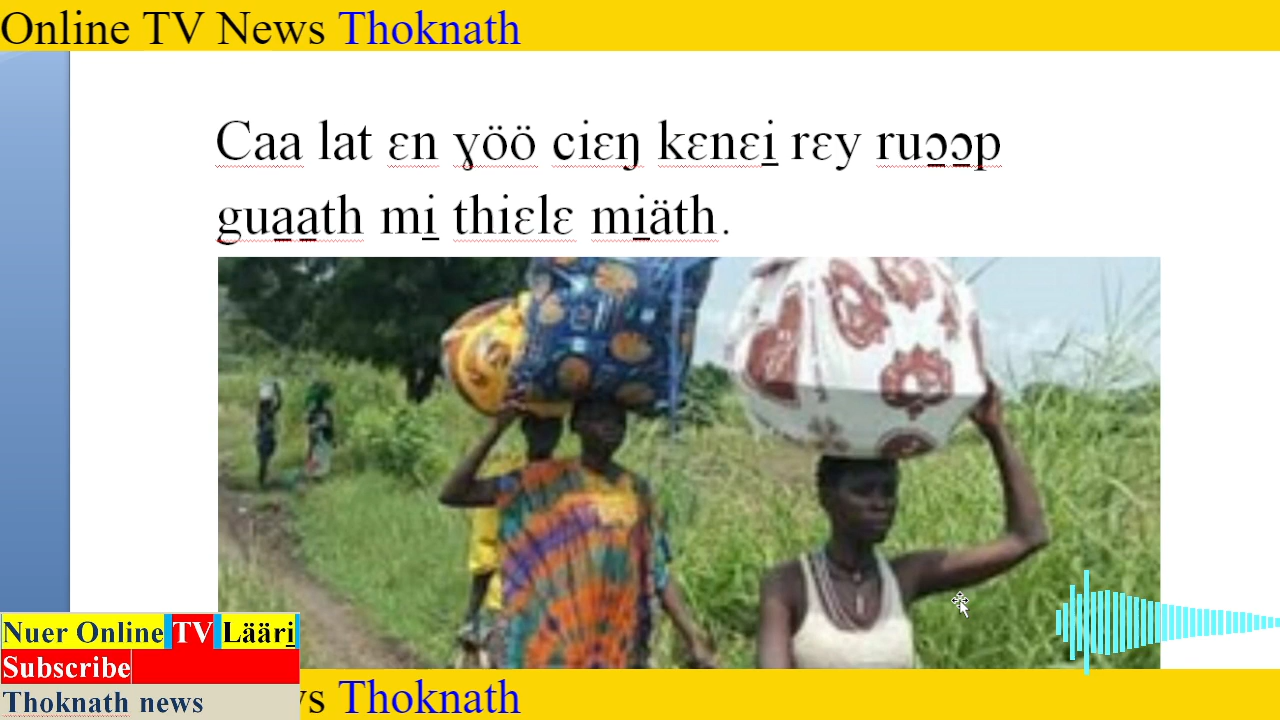 Online TV News Thoknath
Caa lat ɛn ɣöö ciɛŋ kɛnɛi̱ rɛy ruɔ̱ɔ̱p
gua̱a̱th mi̱ thiɛlɛ mi̱äth.
Nuer Online TV Lääri̱
Subscribe
Thoknath news
Thoknath